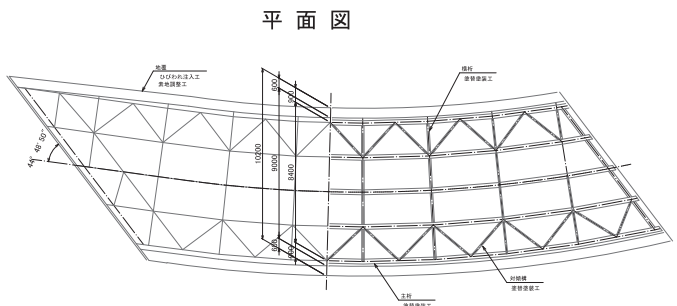 平面図
地覆
ひびわれ注入工
素地調整工
横桁
塗替塗装工
600
900
10200
9000
8400
44° 48' 50"
600
900
対傾構
塗替塗装工
主桁
塗替塗装工